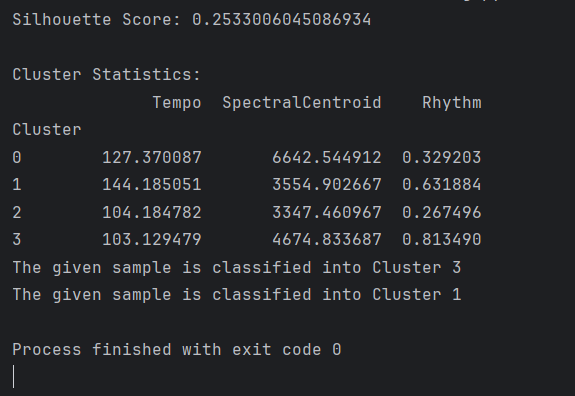 Silhouette Score: 0.2533006045086934
Cluster Statistics:
Tempo SpectralCentroid Rhythm
Cluster
0 127.370087 6642.544912 0.329203
1 144.185051 3554.902667 0.631884
2 104.184782 3347.460967 0.267496
3 103.129479 4674.833687 0.813490
The given sample is classified into Cluster 3
The given sample is classified into Cluster 1
Process finished with exit code 0